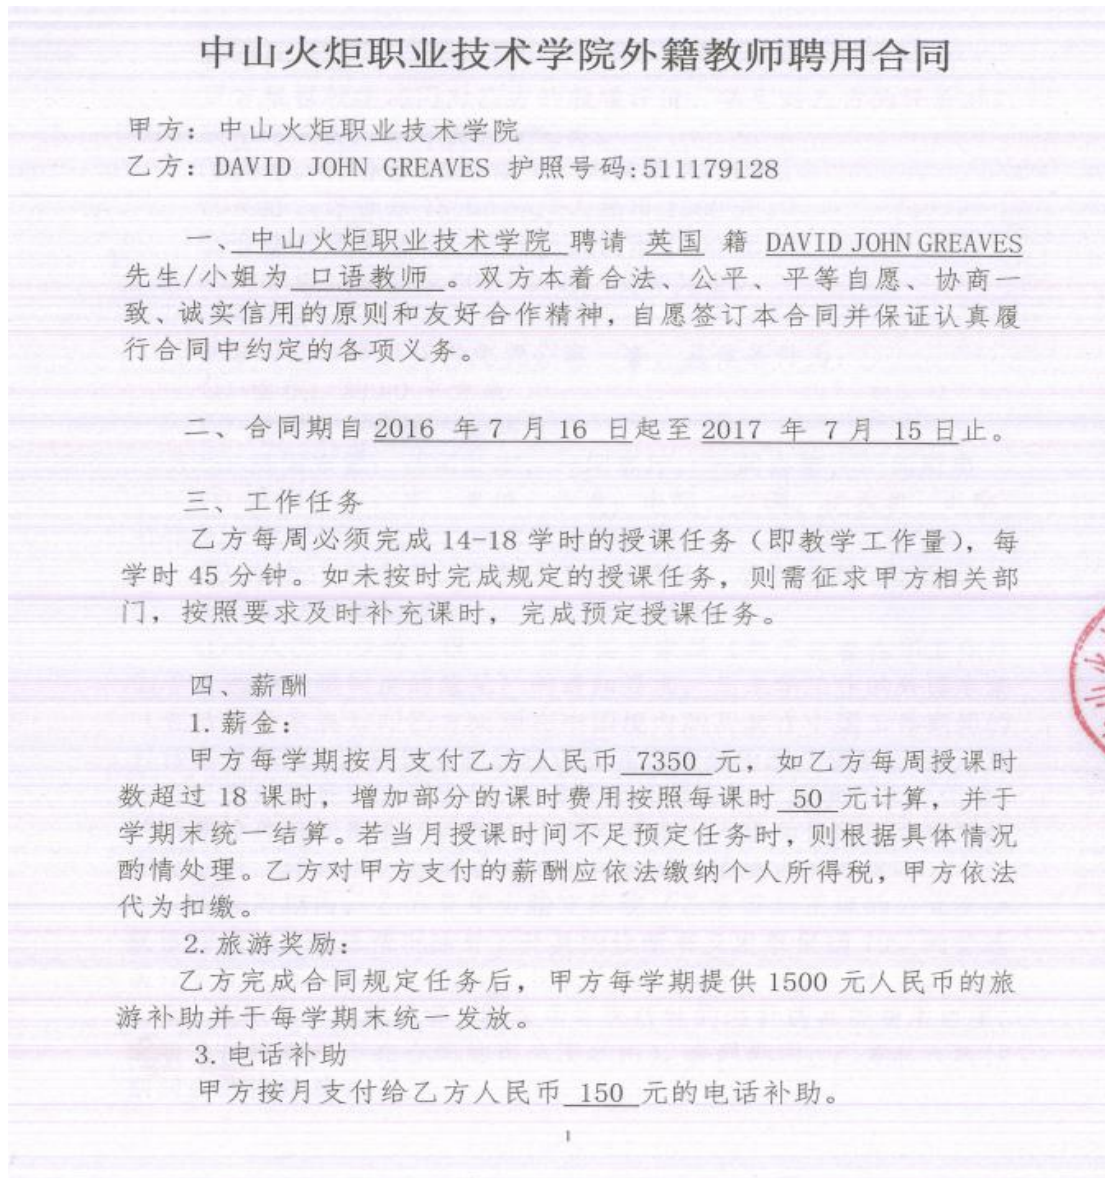 中山火炬职业技术学院外籍教师聘用合同
甲方：中山火炬职业技术学院
乙方：DAVID JOHN GREAVES 护照号码:511179128
一、中山火炬职业技术学院 聘请 英国 籍 DAVID JOHN GREAVES
先生/小姐为 口语教师 。双方本着合法、公平、平等自愿、协商一
致、诚实信用的原则和友好合作精神，自愿签订本合同并保证认真履
行合同中约定的各项义务。
二、合同期自 2016 年 7 月 16 日起至 2017 年 7 月 15 日止。
三、工作任务
乙方每周必须完成 14-18 学时的授课任务（即教学工作量），每
学时 45 分钟。如未按时完成规定的授课任务，则需征求甲方相关部
门，按照要求及时补充课时，完成预定授课任务。
四、薪酬
1.薪金：
甲方每学期按月支付乙方人民币 7350 元，如乙方每周授课时
数超过 18 课时，增加部分的课时费用按照每课时 50 元计算，并于
学期末统一结算。若当月授课时间不足预定任务时，则根据具体情况
酌情处理。乙方对甲方支付的薪酬应依法缴纳个人所得税，甲方依法
代为扣缴。
2.旅游奖励：
乙方完成合同规定任务后，甲方每学期提供 1500 元人民币的旅
游补助并于每学期末统一发放。
3.电话补助
甲方按月支付给乙方人民币 150 元的电话补助。
1